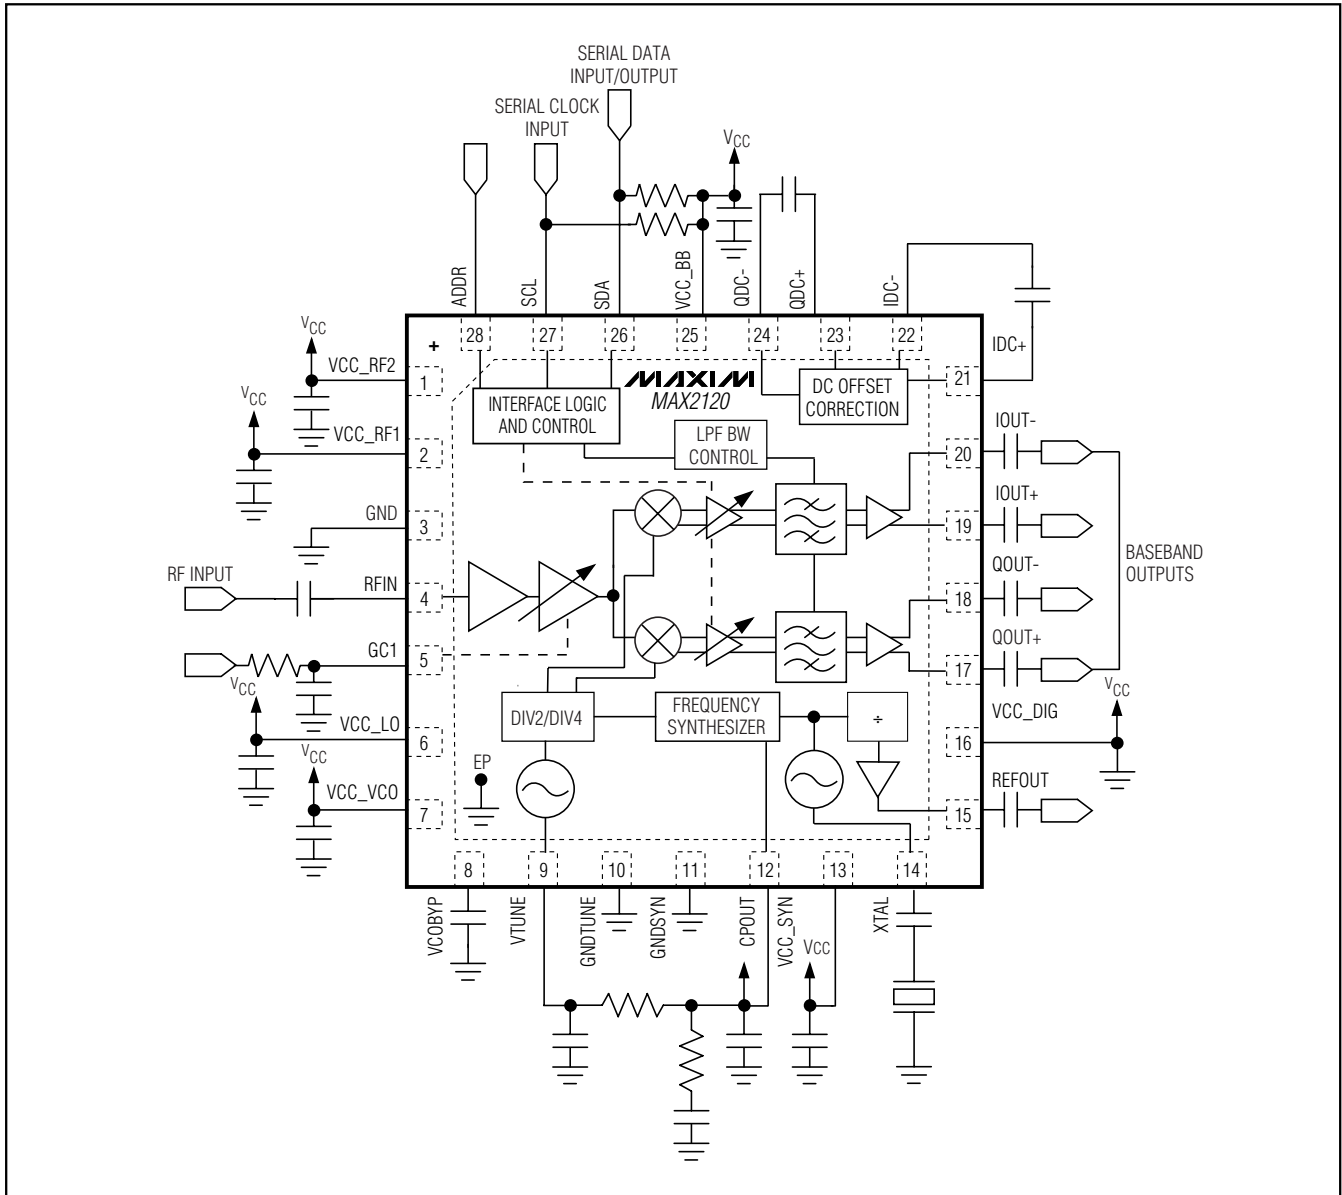 SERIAL DATA
INPUT/OUTPUT
SERIAL CLOCK
INPUT
VCC
ADDR
SCL
SDA
VCC_BB
QDC-
QDC+
IDC-
28
27
26
25
24
23
22
+
VCC
VCC_RF2
1
IDC+
21
MAXIM
MAX2120
INTERFACE LOGIC
AND CONTROL
DC OFFSET
CORRECTION
LPF BW
CONTROL
VCC
VCC_RF1
2
IOUT-
20
GND
3
IOUT+
19
BASEBAND
OUTPUTS
RF INPUT
RFIN
4
QOUT-
18
GC1
5
QOUT+
17
VCC
VCC_LO
6
DIV2/DIV4
FREQUENCY
SYNTHESIZER
÷
VCC_DIG
VCC
16
VCC
VCC_VCO
7
EP
REFOUT
15
8
9
10
11
12
13
14
VCOBYP
VTUNE
GNDTUNE
GNDSYN
CPOUT
VCC_SYN
XTAL
VCC